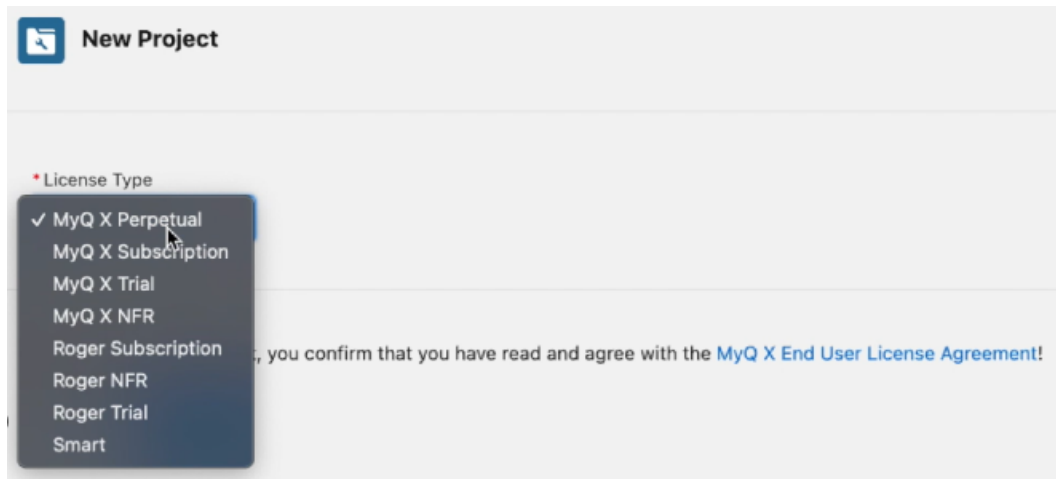 New Project
*License Type
✓ MyQ X Perpetual
MyQ X Subscription
MyQ X Trial
MyQ X NFR
Roger Subscription
, you confirm that you have read and agree with the MyQ X End User License Agreement!
Roger NFR
Roger Trial
Smart